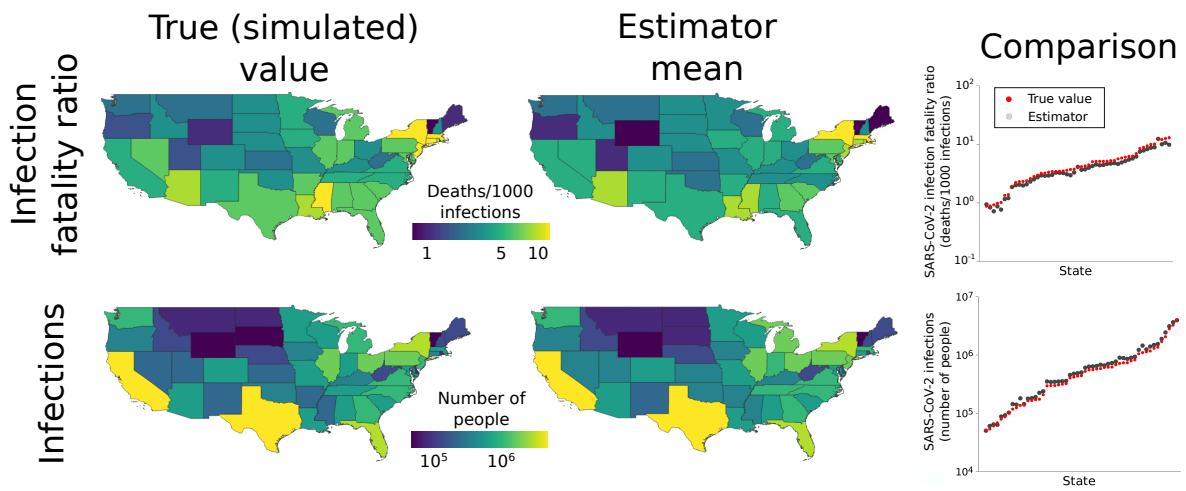 True (simulated)
value
Estimator
mean
Comparison
Infection
fatality ratio
Deaths/1000
infections
1
5
10
SARS-CoV-2 infection fatality ratio
(deaths/1000 infections)
10²
10¹
10⁰
10⁻¹
True value
Estimator
State
Infections
Number of
people
10⁵
10⁶
SARS-CoV-2 infections
(number of people)
10⁷
10⁶
10⁵
10⁴
State